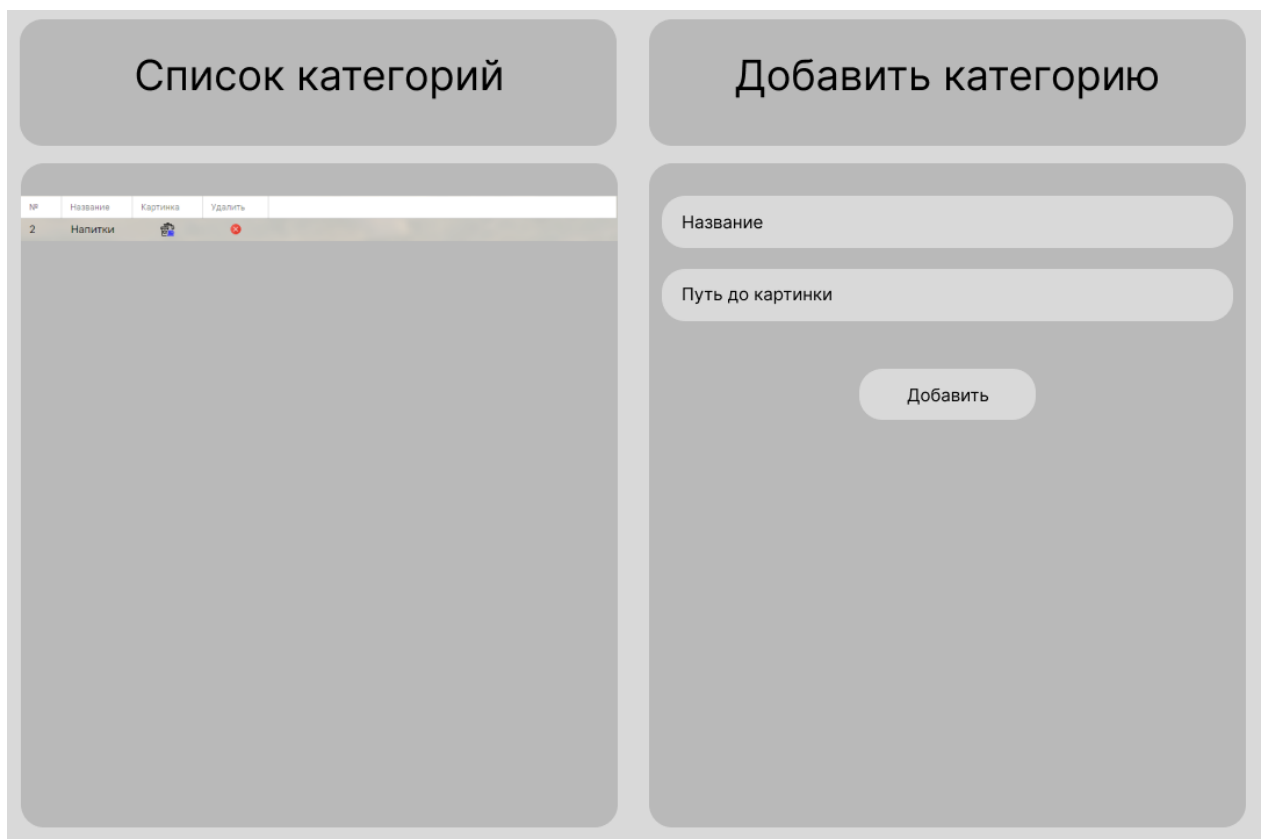 Список категорий
№ Название Картинка Удалить
2 Напитки
Добавить категорию
Название
Путь до картинки
Добавить